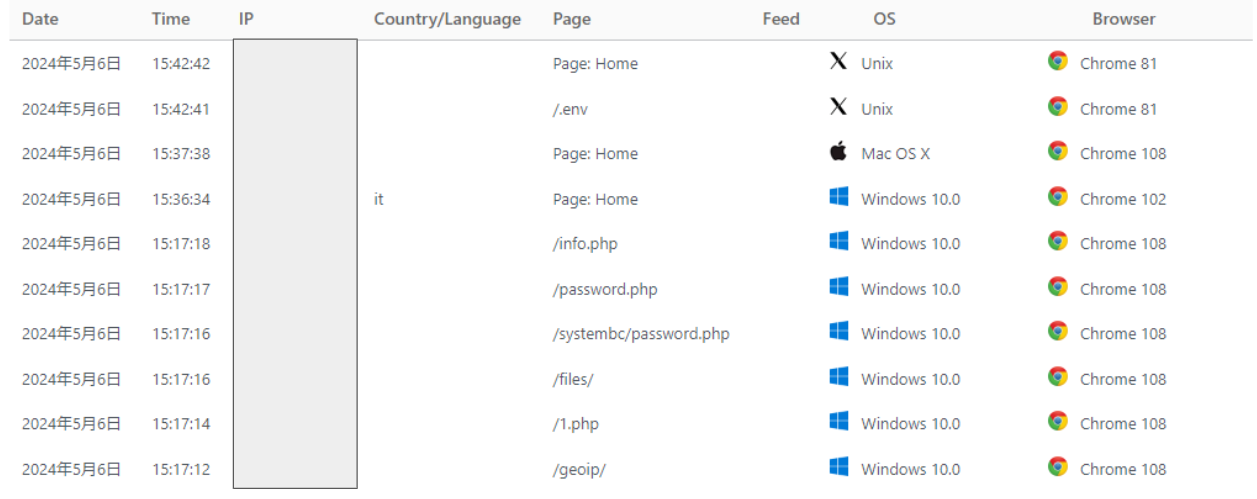 Date Time IP Country/Language Page Feed OS Browser
2024年5月6日 15:42:42 Page: Home Unix Chrome 81
2024年5月6日 15:42:41 /.env Unix Chrome 81
2024年5月6日 15:37:38 Page: Home Mac OS X Chrome 108
2024年5月6日 15:36:34 it Page: Home Windows 10.0 Chrome 102
2024年5月6日 15:17:18 /info.php Windows 10.0 Chrome 108
2024年5月6日 15:17:17 /password.php Windows 10.0 Chrome 108
2024年5月6日 15:17:16 /systembc/password.php Windows 10.0 Chrome 108
2024年5月6日 15:17:16 /files/ Windows 10.0 Chrome 108
2024年5月6日 15:17:14 /1.php Windows 10.0 Chrome 108
2024年5月6日 15:17:12 /geoip/ Windows 10.0 Chrome 108